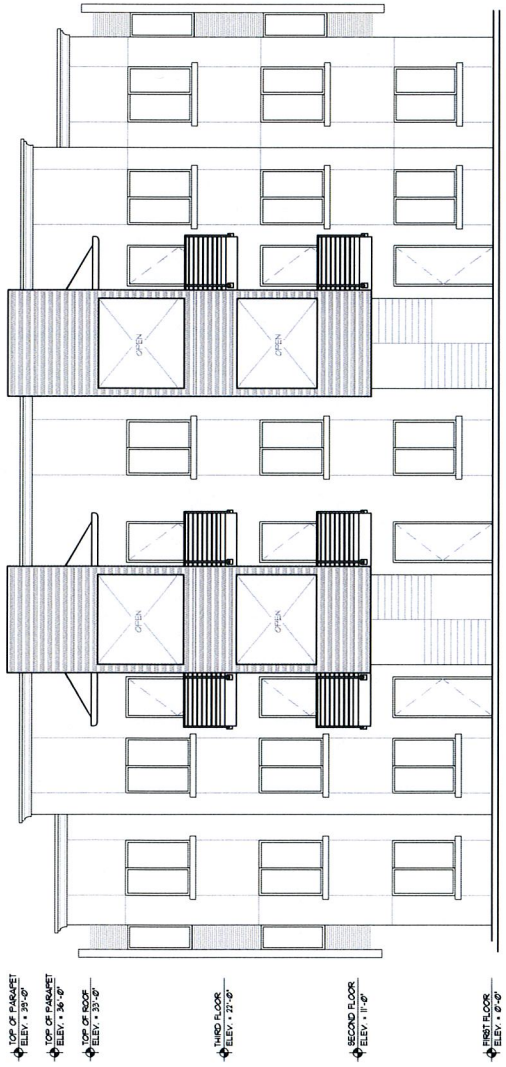 TOP OF PARAPET
ELEV. = 39'-0"
TOP OF PARAPET
ELEV. = 36'-0"
TOP OF ROOF
ELEV. = 33'-0"
THIRD FLOOR
ELEV. = 22'-0"
SECOND FLOOR
ELEV. = 11'-0"
FIRST FLOOR
ELEV. = 0'-0"
OPEN
OPEN
OPEN
OPEN